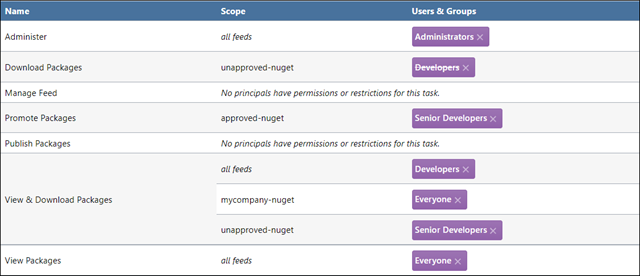 Name Scope Users & Groups
Administer all feeds Administrators ×
Download Packages unapproved-nuget Developers ×
Manage Feed No principals have permissions or restrictions for this task.
Promote Packages approved-nuget Senior Developers ×
Publish Packages No principals have permissions or restrictions for this task.
all feeds Developers ×
View & Download Packages mycompany-nuget Everyone ×
unapproved-nuget Senior Developers ×
View Packages all feeds Everyone ×